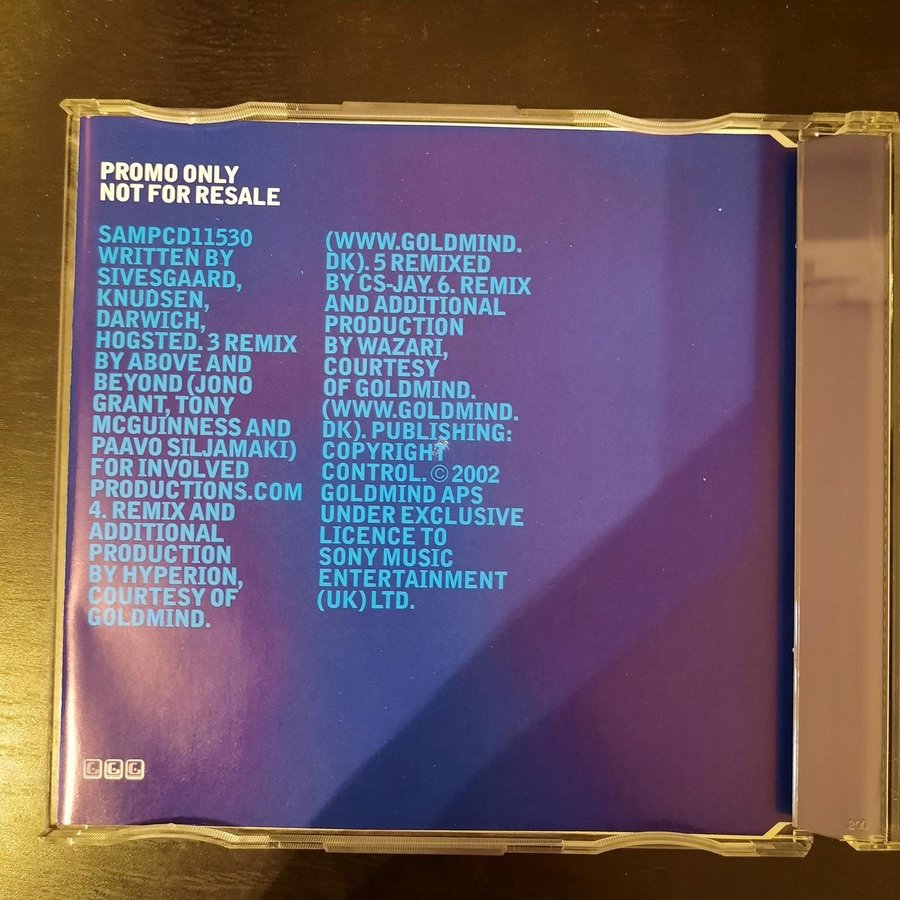 PROMO ONLY
NOT FOR RESALE
SAMPCD11530
WRITTEN BY
SIVESGAARD,
KNUDSEN,
DARWICH,
HOGSTED. 3 REMIX
BY ABOVE AND
BEYOND (JONO
GRANT, TONY
MCGUINNESS AND
PAAVO SILJAMAKI)
FOR INVOLVED
PRODUCTIONS.COM
4. REMIX AND
ADDITIONAL
PRODUCTION
BY HYPERION,
COURTESY OF
GOLDMIND.
(WWW.GOLDMIND.
DK). 5 REMIXED
BY CS-JAY. 6. REMIX
AND ADDITIONAL
PRODUCTION
BY WAZARI,
COURTESY
OF GOLDMIND.
(WWW.GOLDMIND.
DK). PUBLISHING:
COPYRIGHT
CONTROL. © 2002
GOLDMIND APS
UNDER EXCLUSIVE
LICENCE TO
SONY MUSIC
ENTERTAINMENT
(UK) LTD.